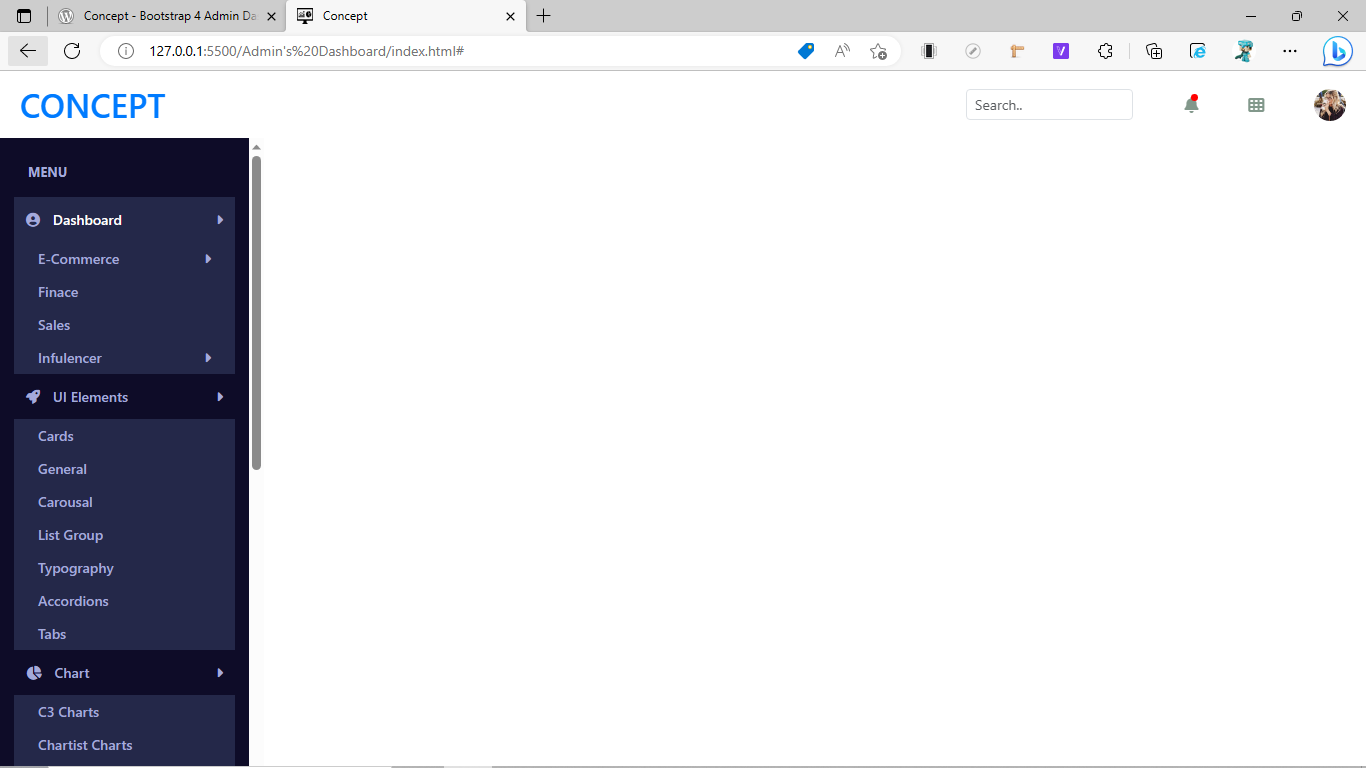 Concept - Bootstrap 4 Admin Da
Concept
127.0.0.1:5500/Admin's%20Dashboard/index.html#
CONCEPT
Search..
MENU
Dashboard
E-Commerce
Finace
Sales
Infulencer
UI Elements
Cards
General
Carousal
List Group
Typography
Accordions
Tabs
Chart
C3 Charts
Chartist Charts